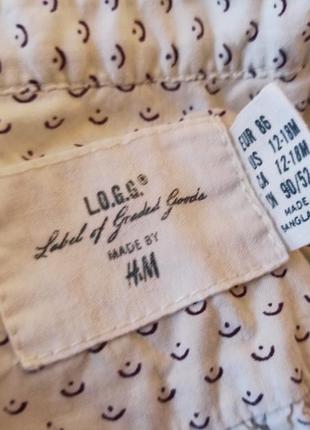 L.O.G.G.®
Label of Graded Goods
MADE BY
H&M
EUR 86
US 12-18M
CA 12-18M
CN 90/52
MADE
BANGLA